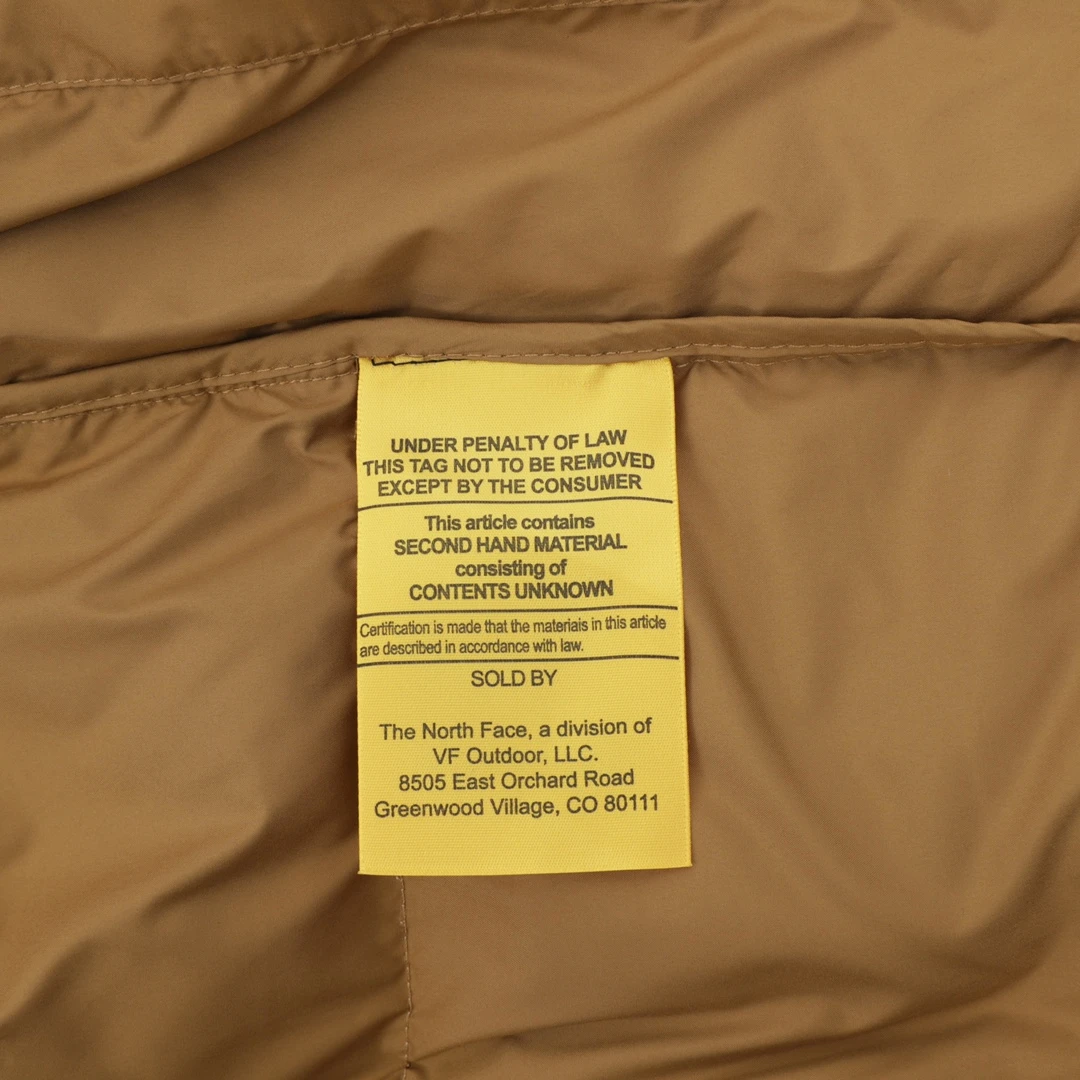 UNDER PENALTY OF LAW
THIS TAG NOT TO BE REMOVED
EXCEPT BY THE CONSUMER
This article contains
SECOND HAND MATERIAL
consisting of
CONTENTS UNKNOWN
Certification is made that the materials in this article
are described in accordance with law.
SOLD BY
The North Face, a division of
VF Outdoor, LLC.
8505 East Orchard Road
Greenwood Village, CO 80111